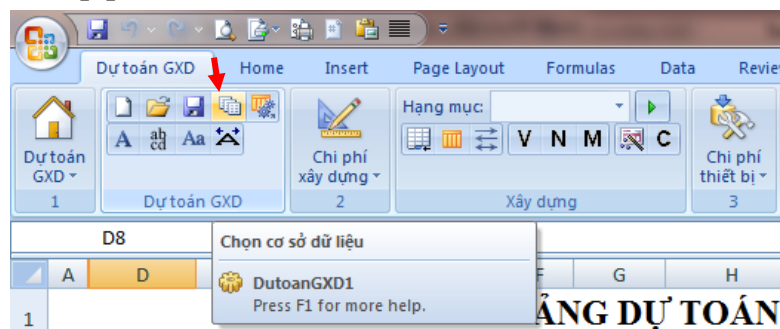 Dự toán GXD Home Insert Page Layout Formulas Data Revie
A ab cd Aa
Hạng mục:
V N M C
Dự toán GXD
Chi phí xây dựng
Chi phí thiết bị
1 Dự toán GXD 2 Xây dựng 3
D8
Chọn cơ sở dữ liệu
DutoanGXD1
Press F1 for more help.
A D F G H
1 ẢNG DỰ TOÁN